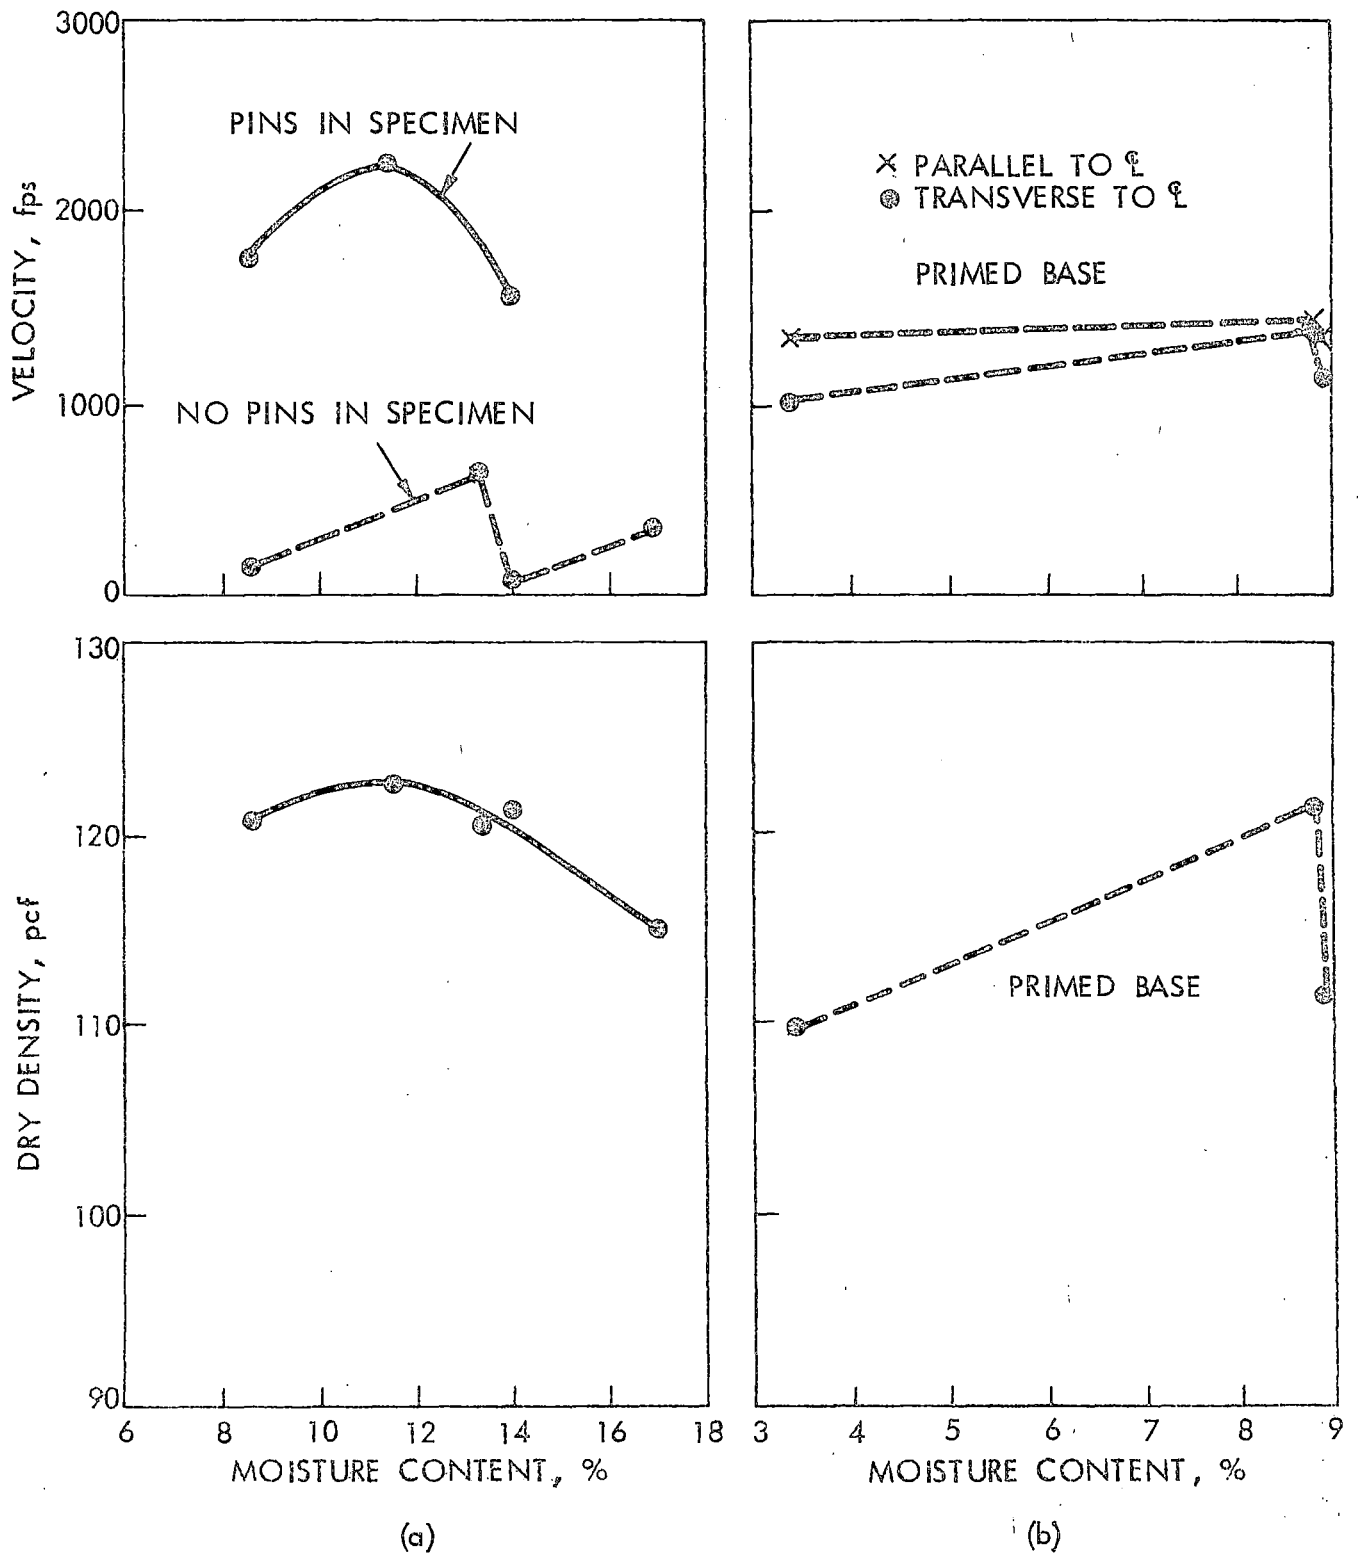 3000
2000
1000
0
VELOCITY, fps
PINS IN SPECIMEN
NO PINS IN SPECIMEN
× PARALLEL TO ℄
TRANSVERSE TO ℄
PRIMED BASE
130
120
110
100
90
DRY DENSITY, pcf
6 8 10 12 14 16 18
MOISTURE CONTENT, %
(a)
PRIMED BASE
3 4 5 6 7 8 9
MOISTURE CONTENT, %
(b)